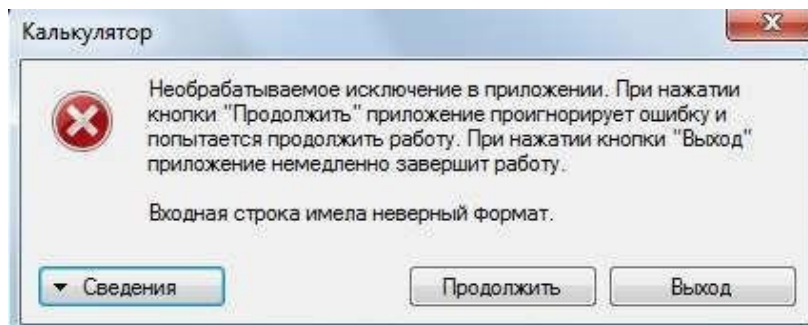 Калькулятор
Необрабатываемое исключение в приложении. При нажатии
кнопки "Продолжить" приложение проигнорирует ошибку и
попытается продолжить работу. При нажатии кнопки "Выход"
приложение немедленно завершит работу.
Входная строка имела неверный формат.
Сведения
Продолжить
Выход